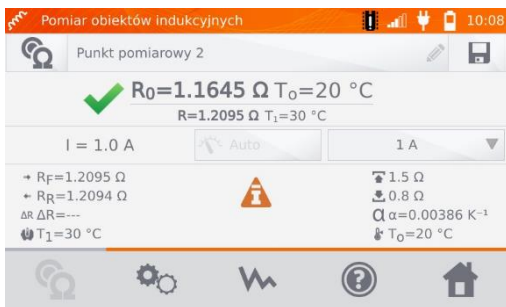 Pomiar obiektów indukcyjnych 10:08
Punkt pomiarowy 2
R0=1.1645 Ω To=20 °C
R=1.2095 Ω T1=30 °C
I = 1.0 A Auto 1 A
RF=1.2095 Ω 1.5 Ω
RR=1.2094 Ω 0.8 Ω
ΔR ΔR=--- α α=0.00386 K⁻¹
T1=30 °C To=20 °C